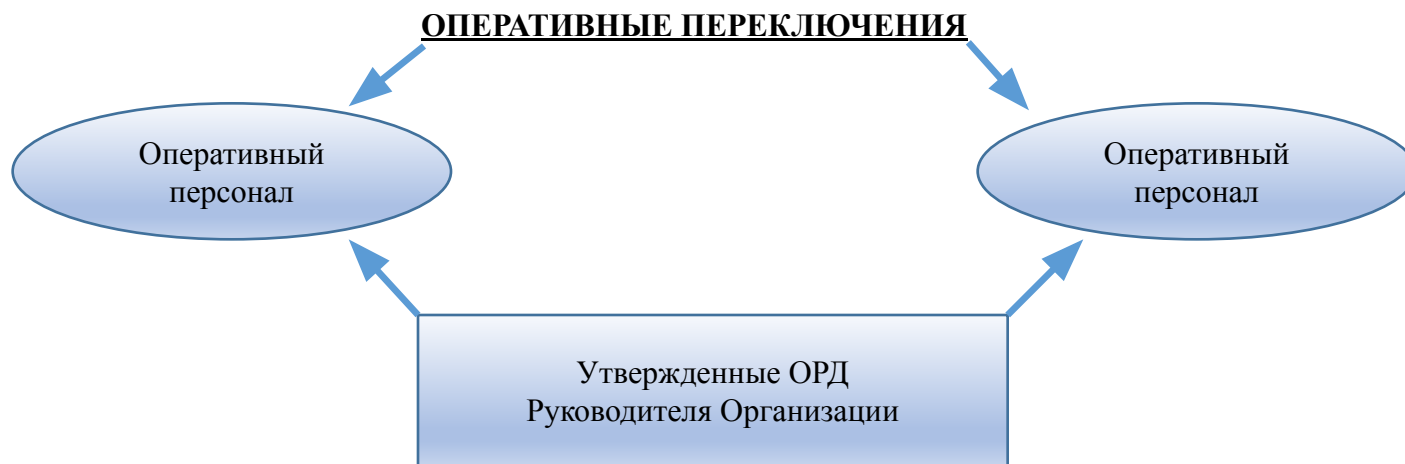 ОПЕРАТИВНЫЕ ПЕРЕКЛЮЧЕНИЯ
Оперативный
персонал
Оперативный
персонал
Утвержденные ОРД
Руководителя Организации